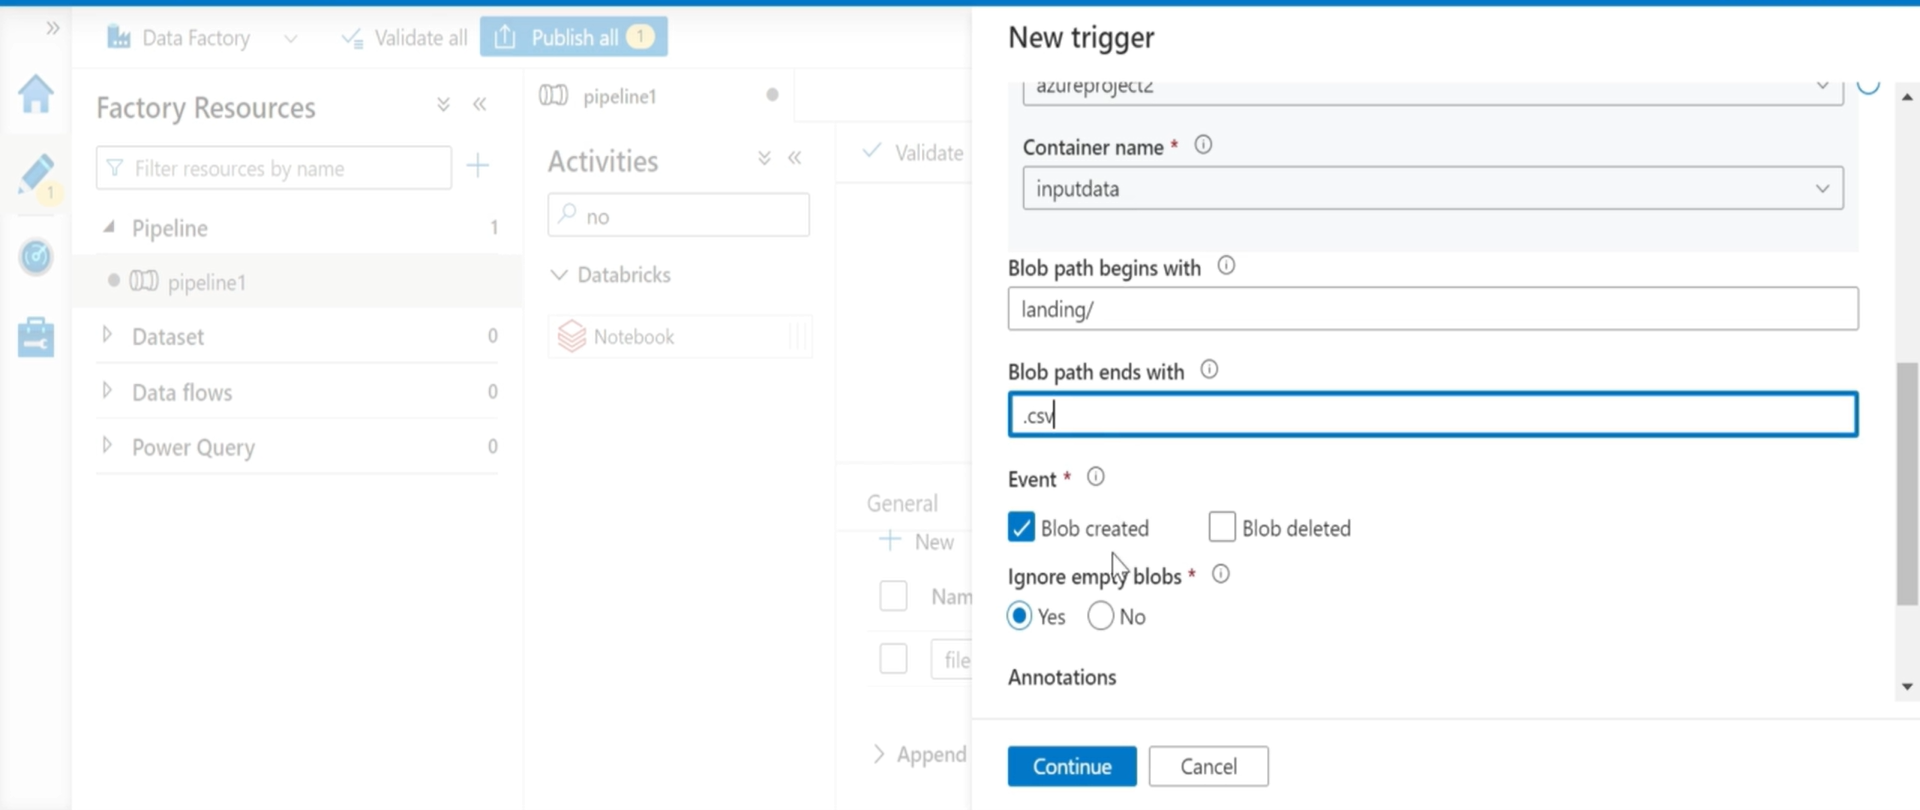 Data Factory
Validate all
Publish all 1
New trigger
Factory Resources
Filter resources by name
1
Pipeline 1
pipeline1
Dataset 0
Data flows 0
Power Query 0
pipeline1
Activities
no
Databricks
Notebook
Validate
General
New
Nam
file
Append
azureproject2
Container name *
inputdata
Blob path begins with
landing/
Blob path ends with
.csv
Event *
Blob created Blob deleted
Ignore empty blobs *
Yes No
Annotations
Continue Cancel